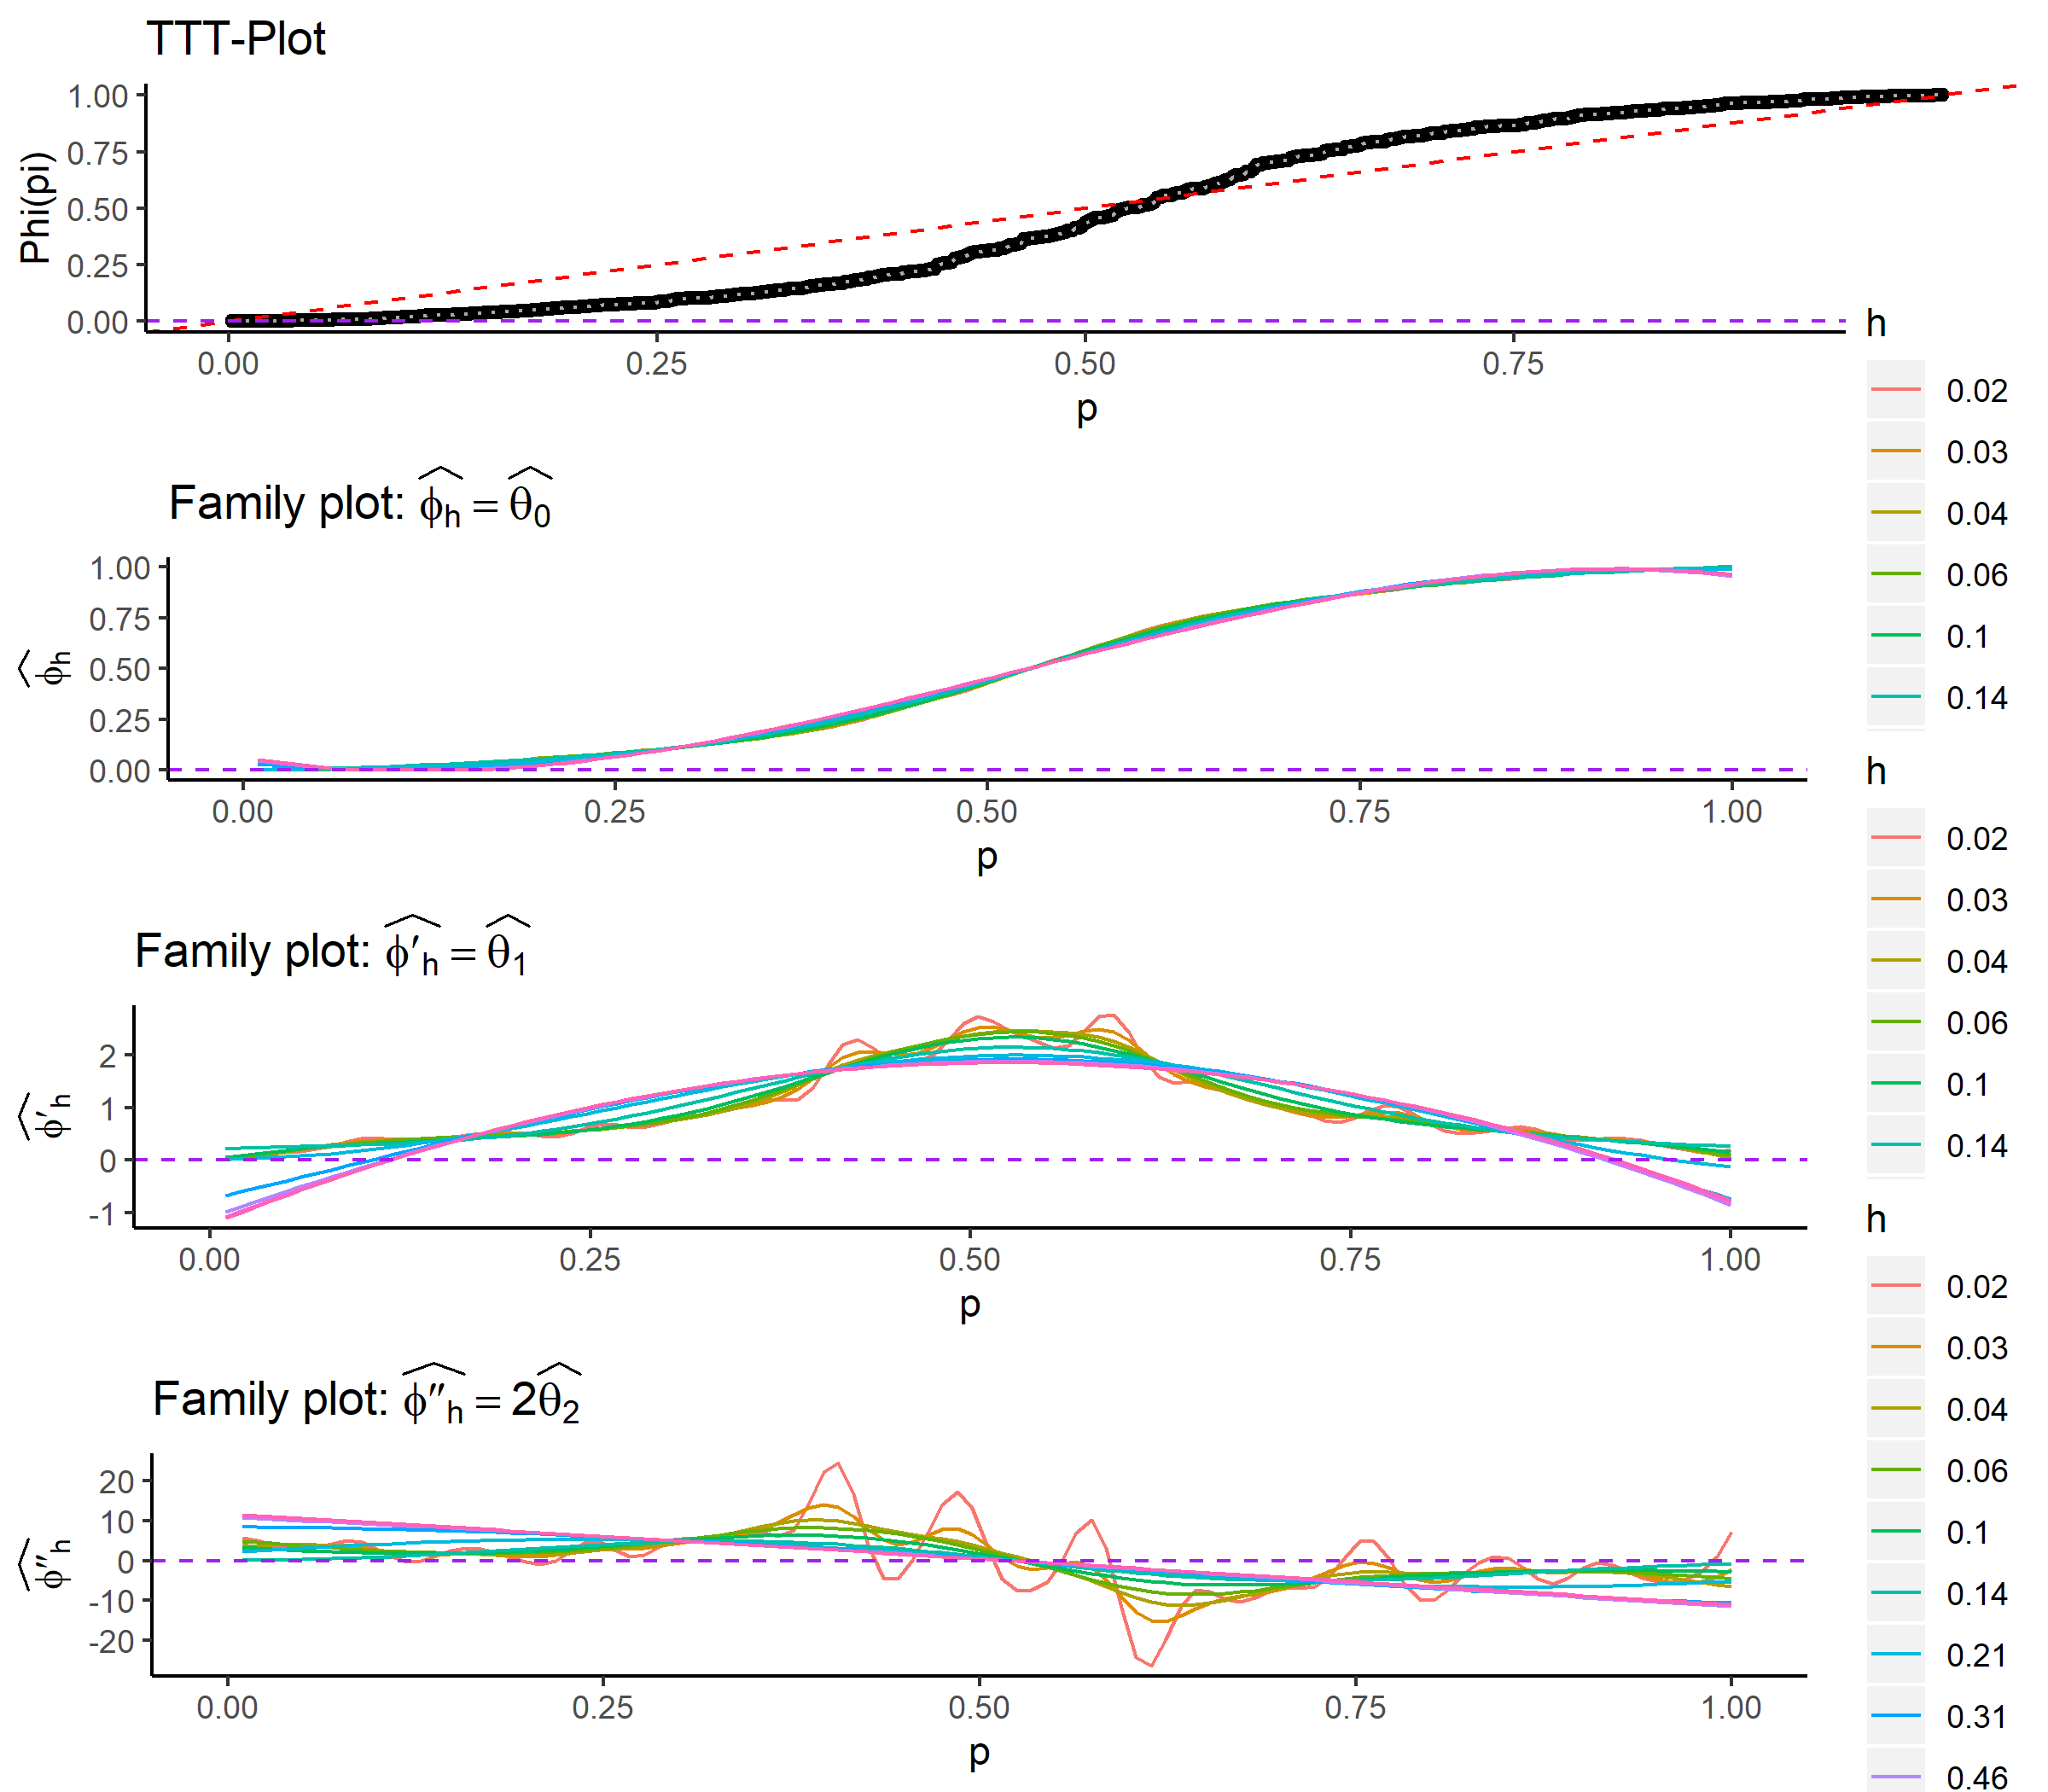 TTT-Plot
Phi(pi)
1.00
0.75
0.50
0.25
0.00
0.00 0.25 0.50 0.75
p
h
0.02
0.03
0.04
0.06
0.1
0.14
Family plot: ϕ̂h = θ̂0
ϕ̂h
1.00
0.75
0.50
0.25
0.00
0.00 0.25 0.50 0.75 1.00
p
h
0.02
0.03
0.04
0.06
0.1
0.14
Family plot: ϕ̂′h = θ̂1
ϕ̂′h
2
1
0
-1
0.00 0.25 0.50 0.75 1.00
p
h
0.02
0.03
0.04
0.06
0.1
0.14
0.21
0.31
0.46
Family plot: ϕ̂″h = 2θ̂2
ϕ̂″h
20
10
0
-10
-20
0.00 0.25 0.50 0.75 1.00
p